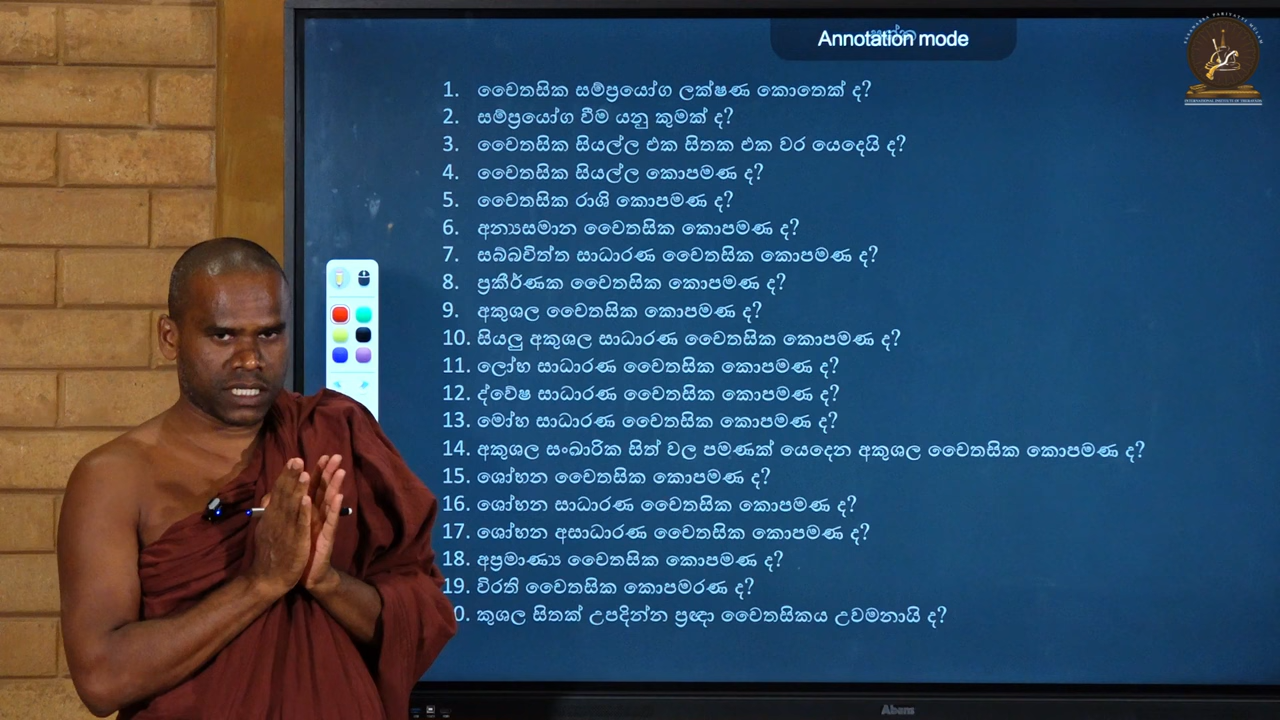 Annotation mode
1. චෛතසික සම්ප්‍රයෝග ලක්ෂණ කොතෙක් ද?
2. සම්ප්‍රයෝග වීම යනු කුමක් ද?
3. චෛතසික සියල්ල එක සිතක එක වර යෙදෙයි ද?
4. චෛතසික සියල්ල කොපමණ ද?
5. චෛතසික රාශි කොපමණ ද?
6. අන්‍යසමාන චෛතසික කොපමණ ද?
7. සබ්බචිත්ත සාධාරණ චෛතසික කොපමණ ද?
8. ප්‍රකීර්ණක චෛතසික කොපමණ ද?
9. අකුශල චෛතසික කොපමණ ද?
10. සියලු අකුශල සාධාරණ චෛතසික කොපමණ ද?
11. ලෝභ සාධාරණ චෛතසික කොපමණ ද?
12. ද්වේෂ සාධාරණ චෛතසික කොපමණ ද?
13. මෝහ සාධාරණ චෛතසික කොපමණ ද?
14. අකුශල සංඛාරික සිත් වල පමණක් යෙදෙන අකුශල චෛතසික කොපමණ ද?
15. ශෝභන චෛතසික කොපමණ ද?
16. ශෝභන සාධාරණ චෛතසික කොපමණ ද?
17. ශෝභන අසාධාරණ චෛතසික කොපමණ ද?
18. අප්‍රමාණ්‍ය චෛතසික කොපමණ ද?
19. විරති චෛතසික කොපමරණ ද?
0. කුශල සිතක් උපදින්න ප්‍රඥා චෛතසිකය උවමනායි ද?
Abans